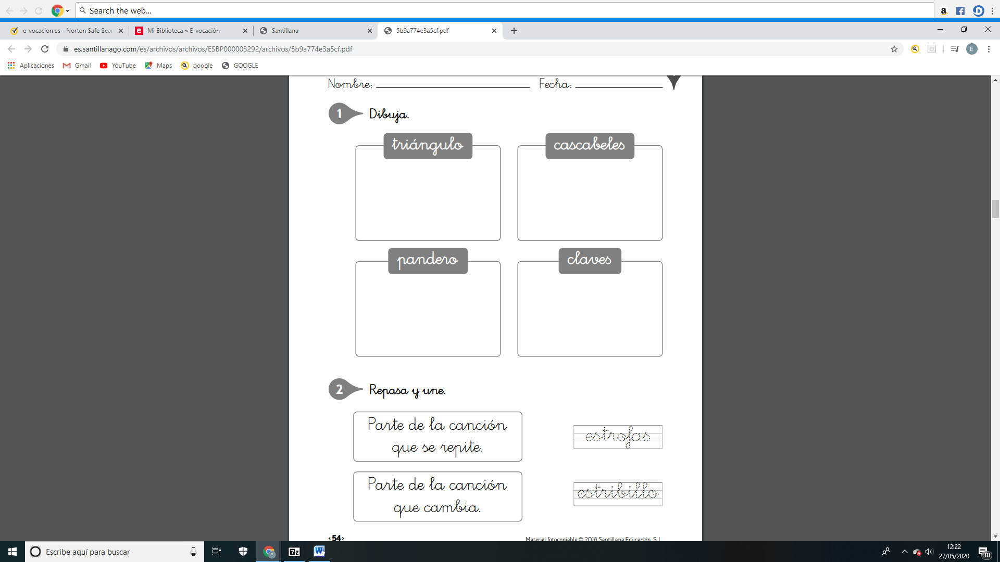 Search the web...
e-vocacion.es - Norton Safe Sear
Mi Biblioteca » E-vocación
Santillana
5b9a774e3a5cf.pdf
es.santillanago.com/es/archivos/archivos/ESBP000003292/archivos/5b9a774e3a5cf.pdf
E
Aplicaciones
Gmail
YouTube
Maps
google
GOOGLE
Nombre: Fecha:
1 Dibuja.
triángulo cascabeles
pandero claves
2 Repasa y une.
Parte de la canción
que se repite.
estrofas
Parte de la canción
que cambia.
estribillo
‹54›
Material fotocopiable © 2018 Santillana Educación, S. L.
Escribe aquí para buscar
7z
W
12:22
27/05/2020
30